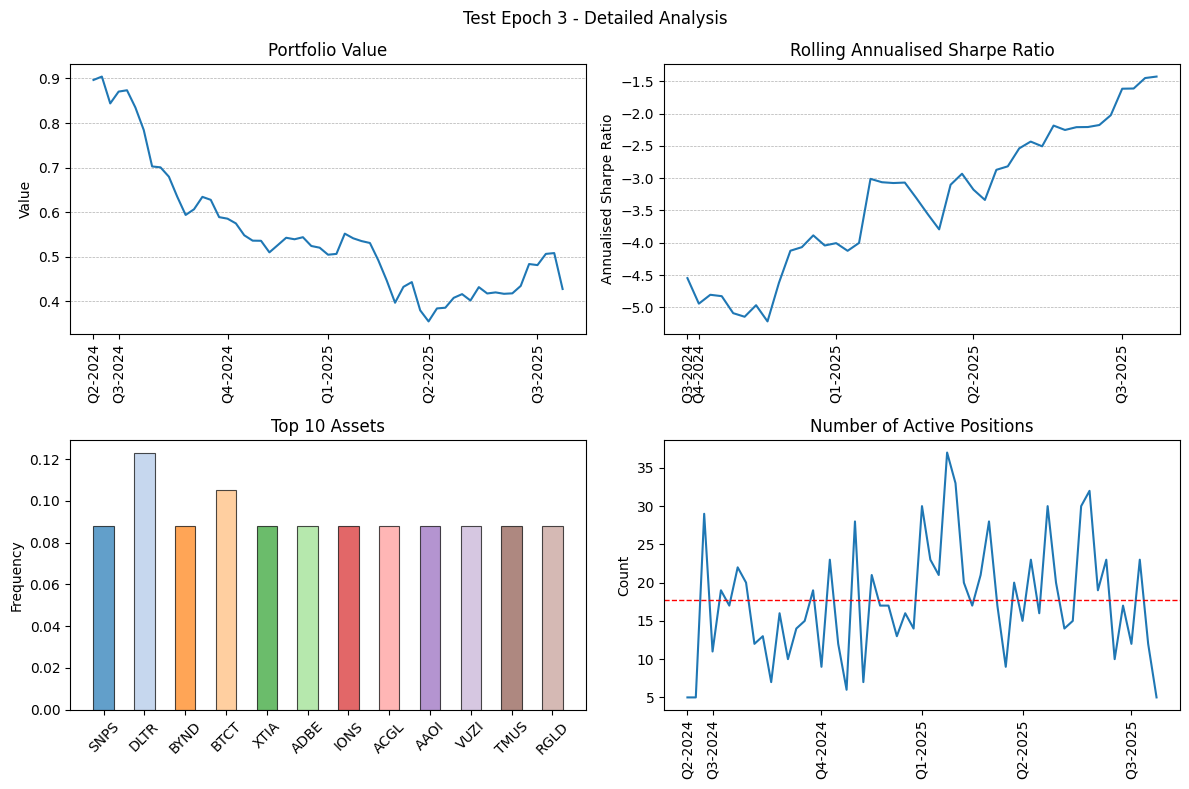 Test Epoch 3 - Detailed Analysis
Portfolio Value
Value
0.9
0.8
0.7
0.6
0.5
0.4
Q2-2024
Q3-2024
Q4-2024
Q1-2025
Q2-2025
Q3-2025
Rolling Annualised Sharpe Ratio
Annualised Sharpe Ratio
−1.5
−2.0
−2.5
−3.0
−3.5
−4.0
−4.5
−5.0
Q3-2024
Q4-2024
Q1-2025
Q2-2025
Q3-2025
Top 10 Assets
Frequency
0.12
0.10
0.08
0.06
0.04
0.02
0.00
SNPS
DLTR
BYND
BTCT
XTIA
ADBE
IONS
ACGL
AAOI
VUZI
TMUS
RGLD
Number of Active Positions
Count
35
30
25
20
15
10
5
Q2-2024
Q3-2024
Q4-2024
Q1-2025
Q2-2025
Q3-2025